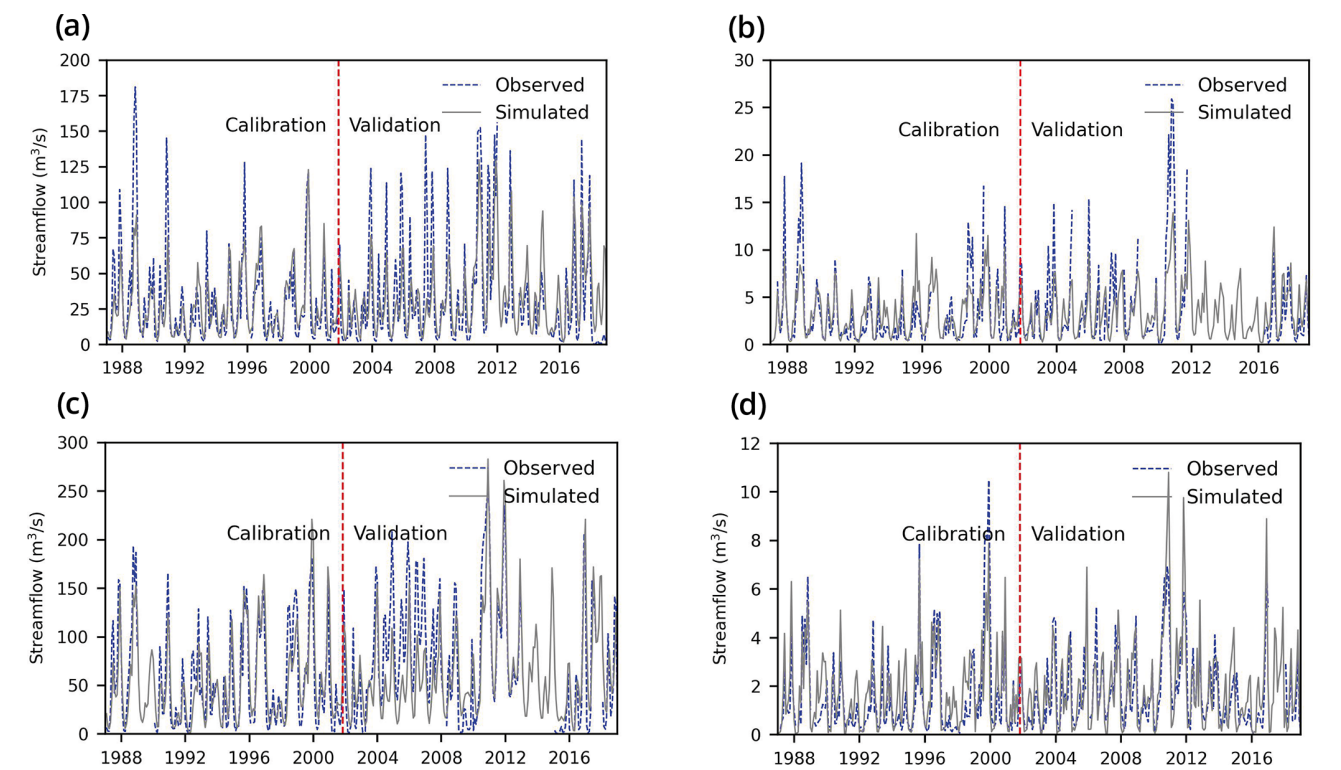 (a)
200
175
150
125
100
75
50
25
0
Streamflow (m³/s)
Observed
Simulated
Calibration
Validation
1988 1992 1996 2000 2004 2008 2012 2016
(b)
30
25
20
15
10
5
0
Observed
Simulated
Calibration
Validation
1988 1992 1996 2000 2004 2008 2012 2016
(c)
300
250
200
150
100
50
0
Streamflow (m³/s)
Observed
Simulated
Calibration
Validation
1988 1992 1996 2000 2004 2008 2012 2016
(d)
12
10
8
6
4
2
0
Streamflow (m³/s)
Observed
Simulated
Calibration
Validation
1988 1992 1996 2000 2004 2008 2012 2016